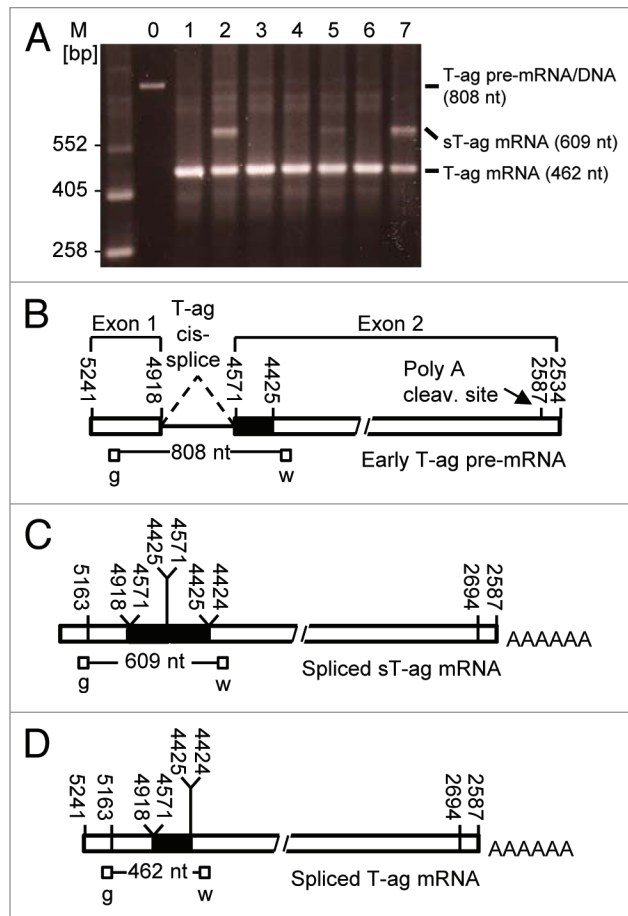 A
M 0 1 2 3 4 5 6 7
[bp]
T-ag pre-mRNA/DNA
(808 nt)
552
sT-ag mRNA (609 nt)
T-ag mRNA (462 nt)
405
258
B
T-ag
cis-
splice
Exon 1
Exon 2
5241
4918
4571
4425
Poly A
cleav. site
2587
2534
808 nt
g
w
Early T-ag pre-mRNA
C
5163
4918
4571
4425
4571
4425
4424
2694
2587
AAAAAA
609 nt
g
w
Spliced sT-ag mRNA
D
5241
5163
4918
4571
4425
4424
2694
2587
AAAAAA
462 nt
g
w
Spliced T-ag mRNA